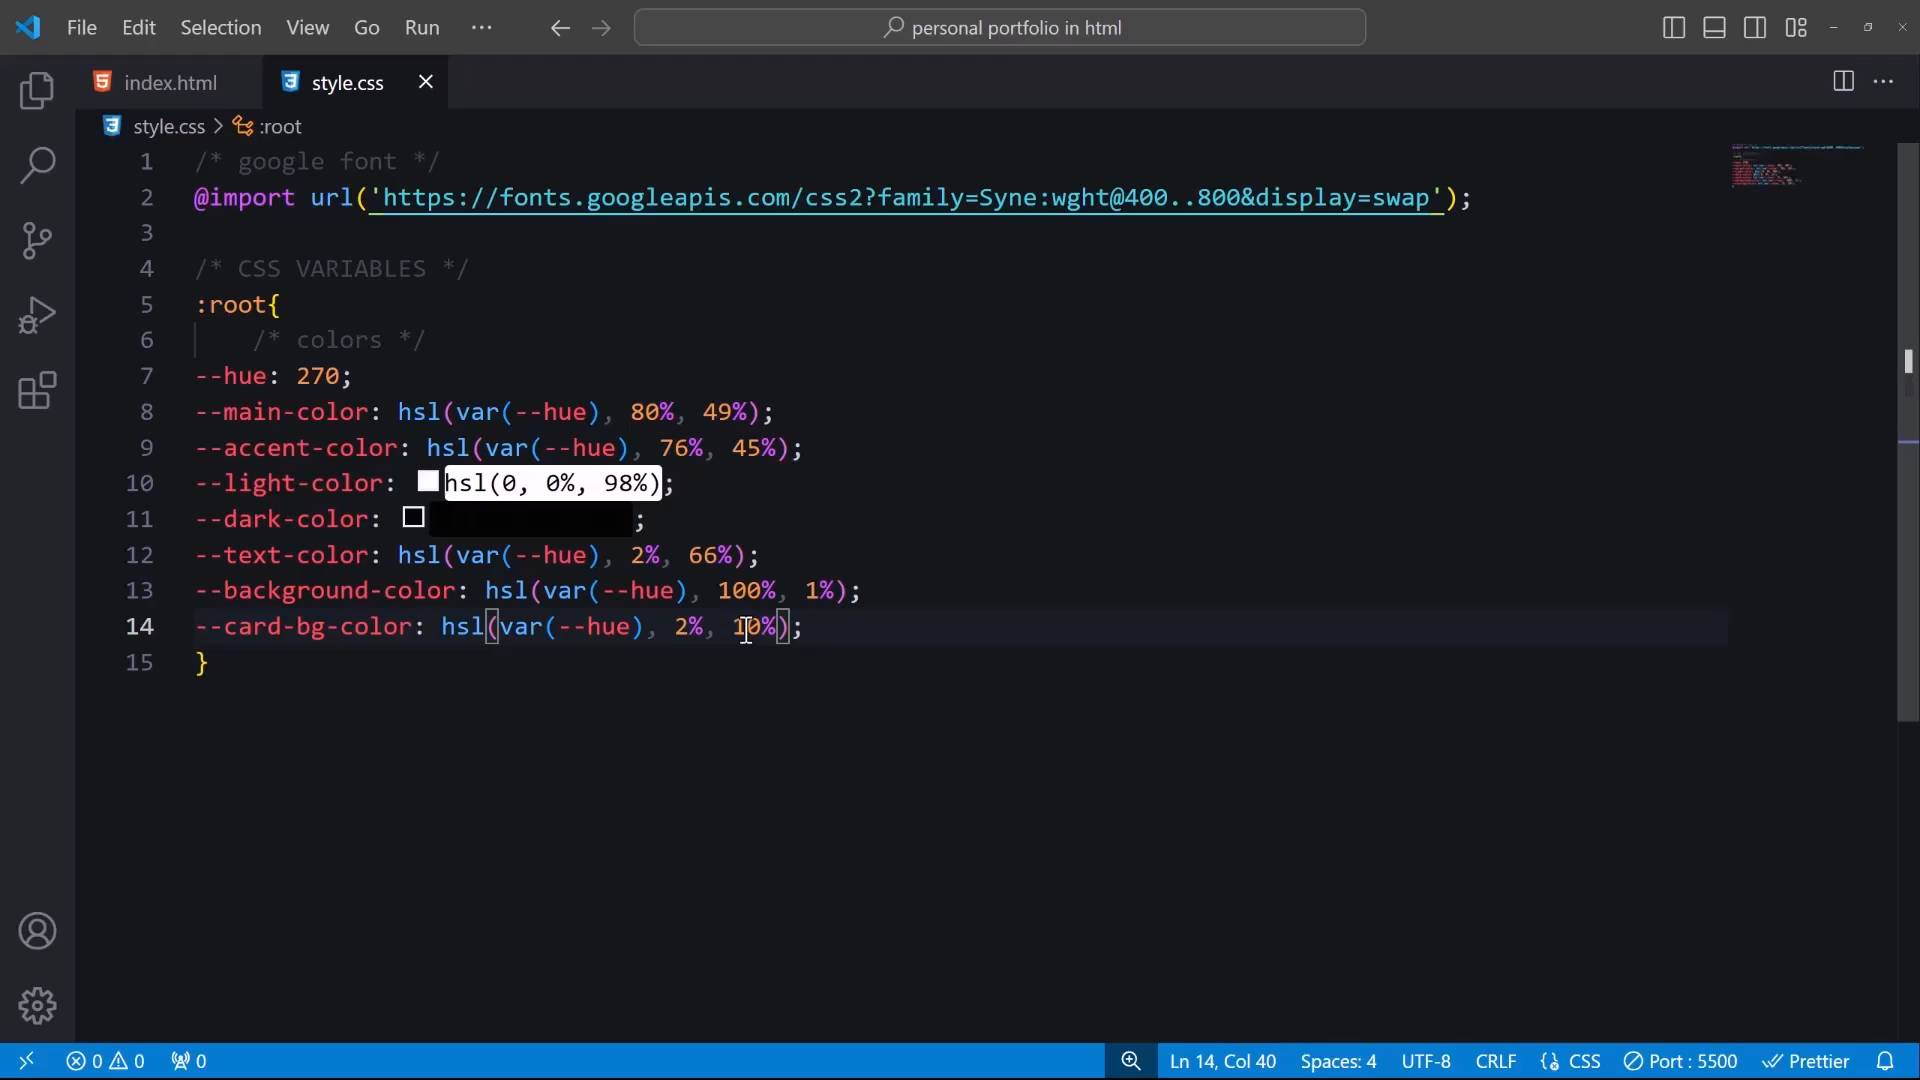 File Edit Selection View Go Run ··· personal portfolio in html
index.html style.css
style.css > :root
1 /* google font */
2 @import url('https://fonts.googleapis.com/css2?family=Syne:wght@400..800&display=swap');
3
4 /* CSS VARIABLES */
5 :root{
6 /* colors */
7 --hue: 270;
8 --main-color: hsl(var(--hue), 80%, 49%);
9 --accent-color: hsl(var(--hue), 76%, 45%);
10 --light-color: hsl(0, 0%, 98%);
11 --dark-color: ;
12 --text-color: hsl(var(--hue), 2%, 66%);
13 --background-color: hsl(var(--hue), 100%, 1%);
14 --card-bg-color: hsl(var(--hue), 2%, 10%);
15 }
0 0 0 Ln 14, Col 40 Spaces: 4 UTF-8 CRLF CSS Port : 5500 Prettier